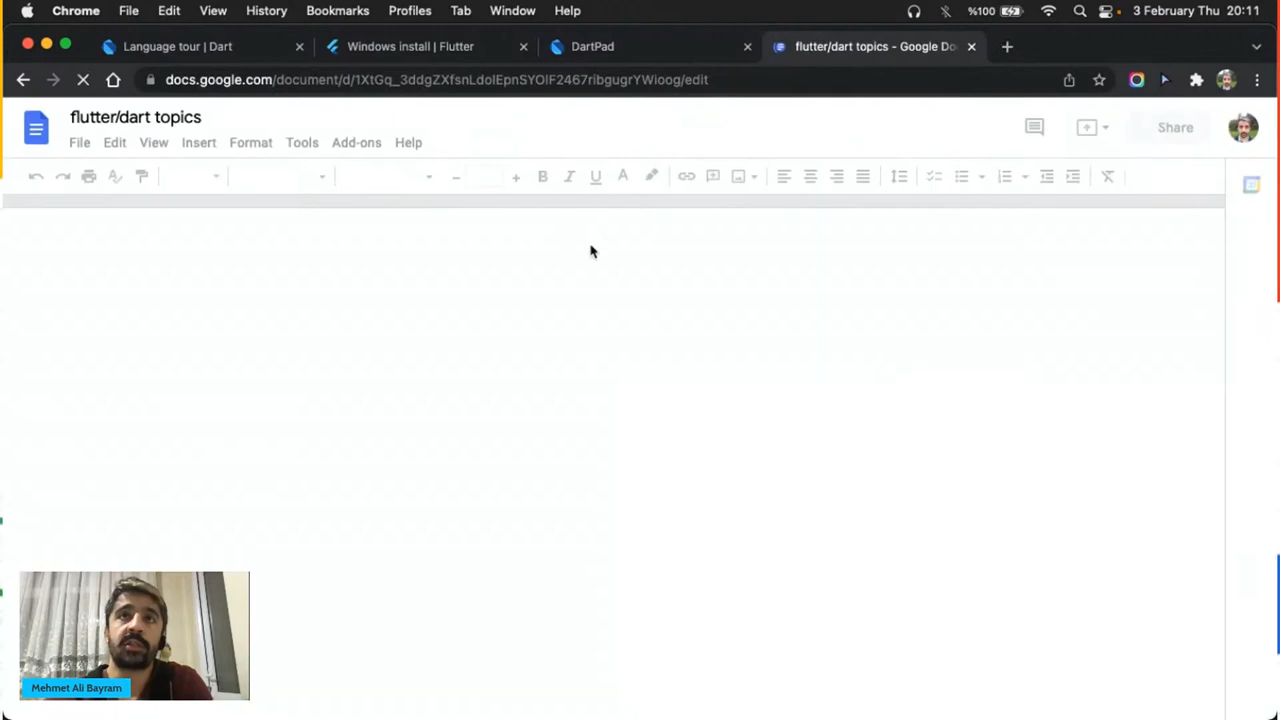 Chrome File Edit View History Bookmarks Profiles Tab Window Help %100 3 February Thu 20:11
Language tour | Dart Windows install | Flutter DartPad flutter/dart topics - Google Do
docs.google.com/document/d/1XtGq_3ddgZXfsnLdolEpnSYOlF2467ribgugrYWioog/edit
flutter/dart topics
File Edit View Insert Format Tools Add-ons Help
Share
B I U A
Mehmet Ali Bayram